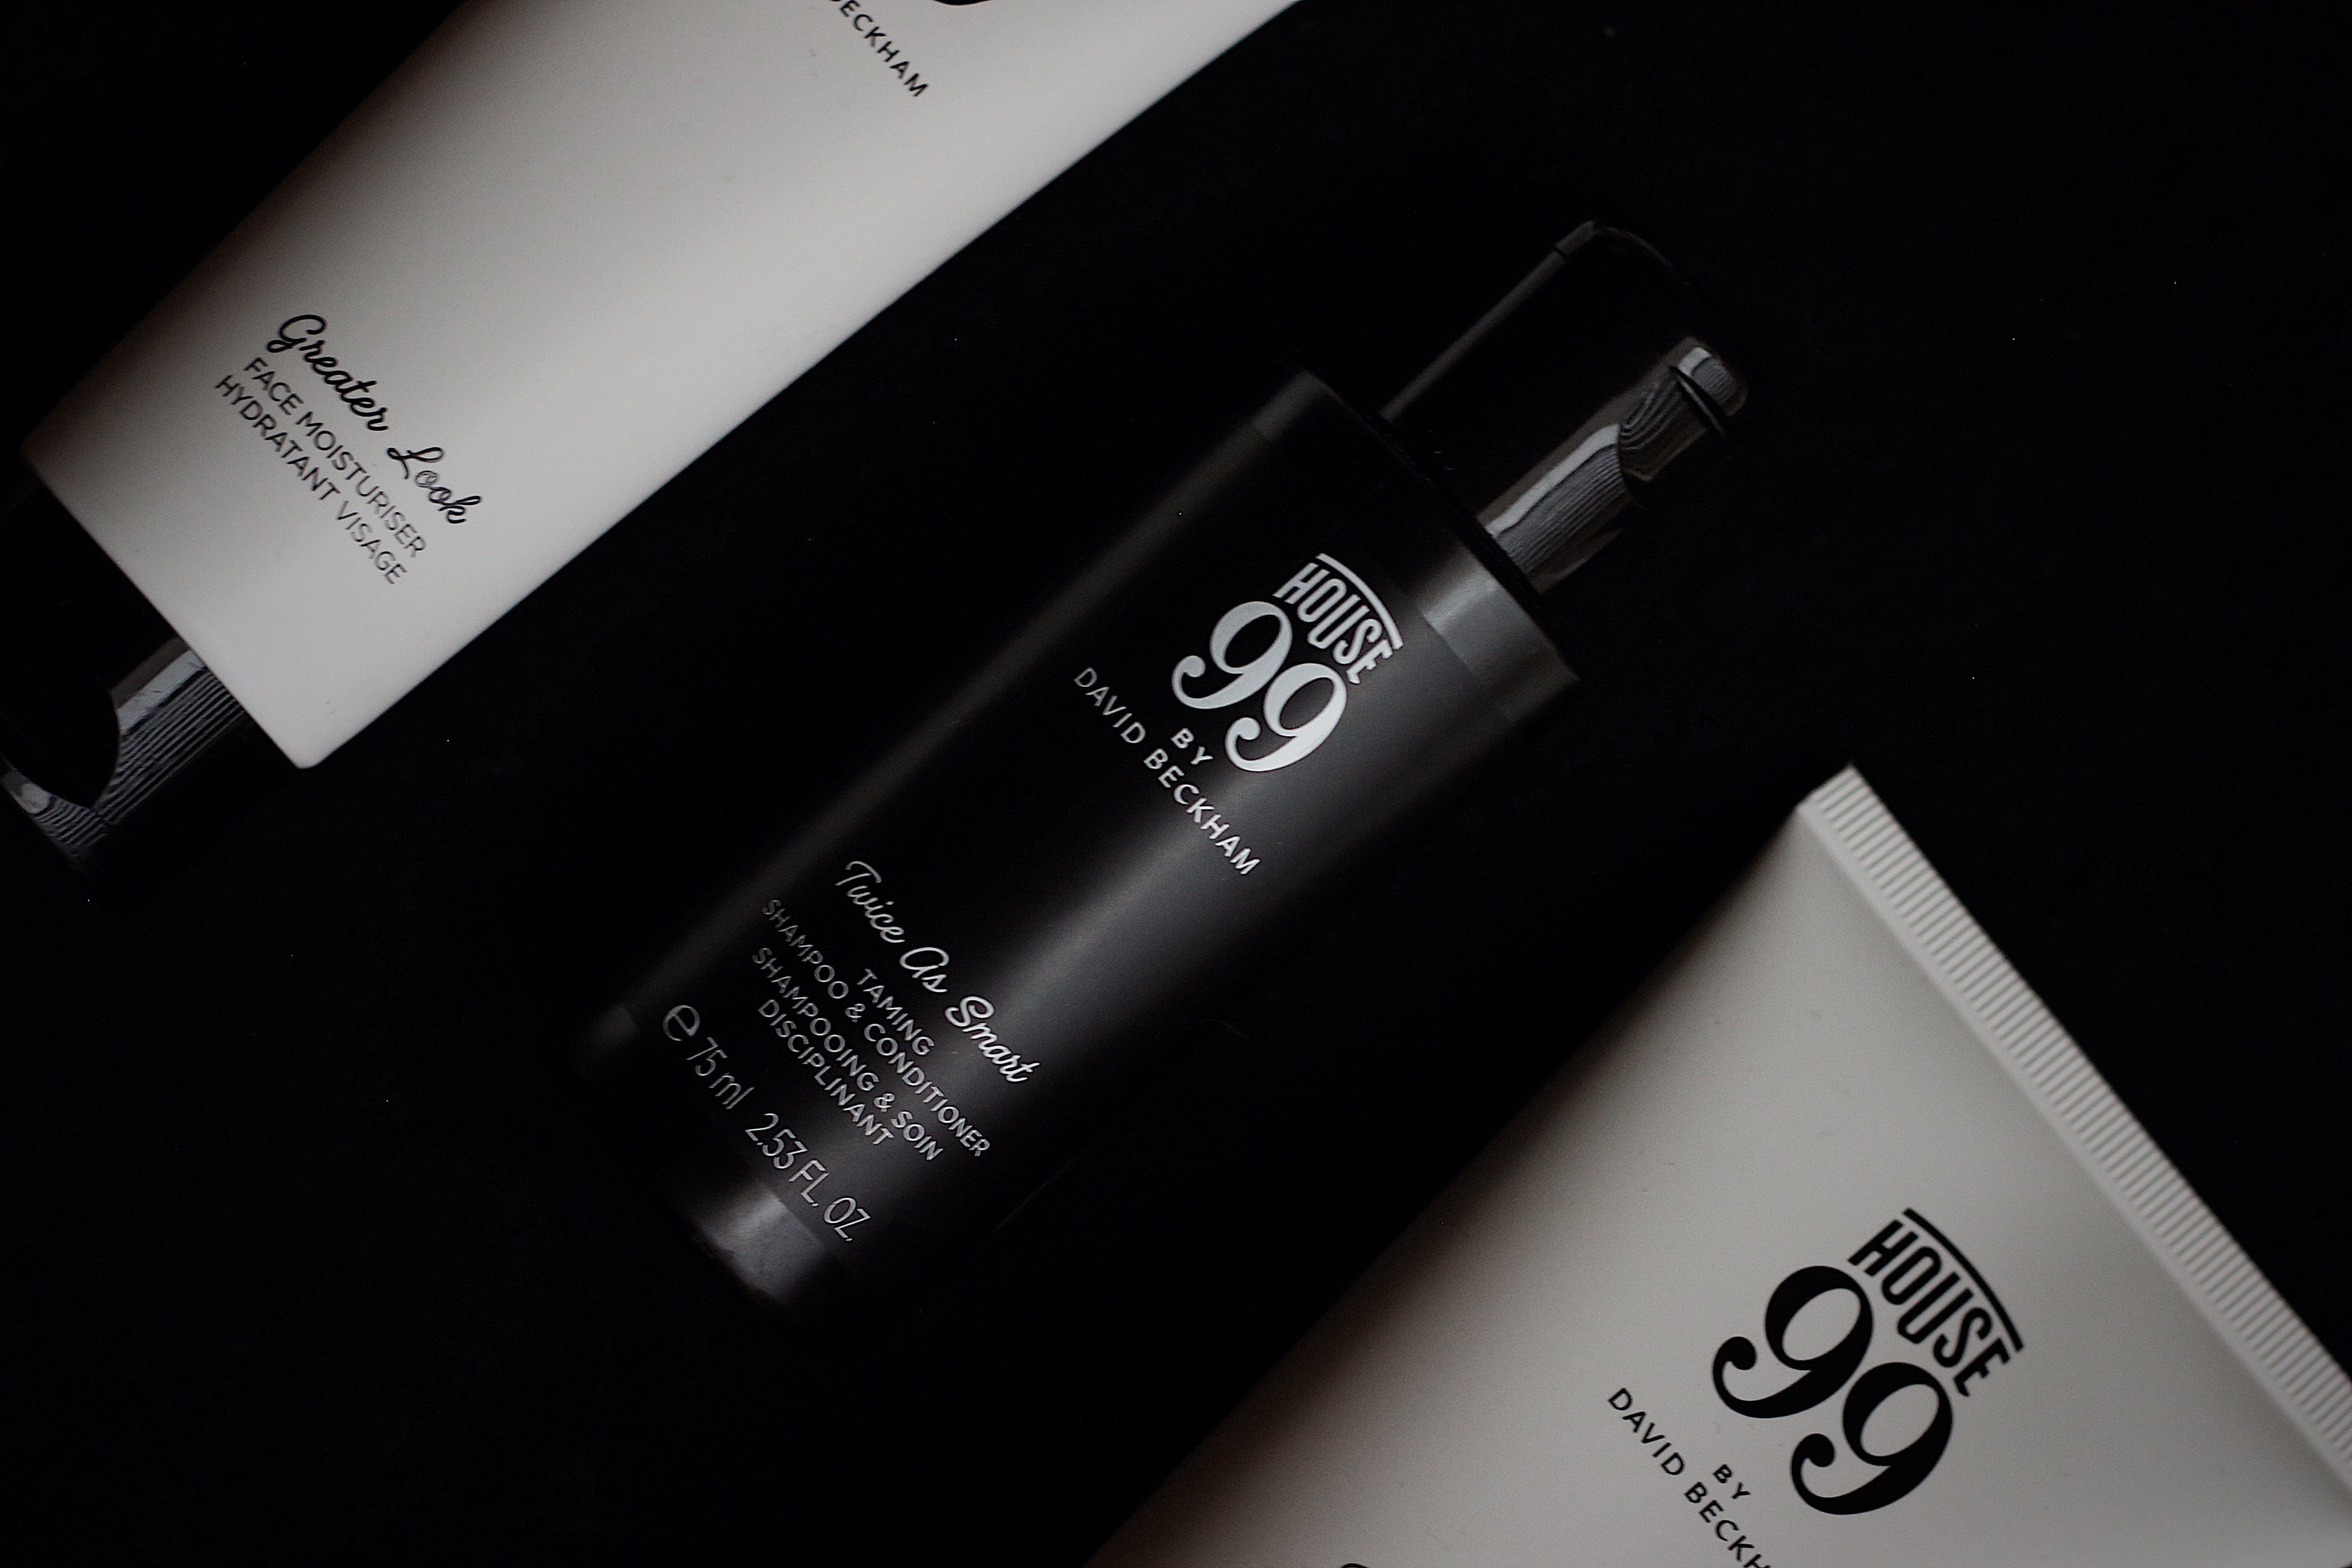 BECKHAM
Greater Look
FACE MOISTURISER
HYDRATANT VISAGE
HOUSE
99
BY
DAVID BECKHAM
Twice As Smart
TAMING
SHAMPOO & CONDITIONER
SHAMPOOING & SOIN
DISCIPLINANT
e 75 ml 2.53 FL. OZ.
HOUSE
99
BY
DAVID BECKH